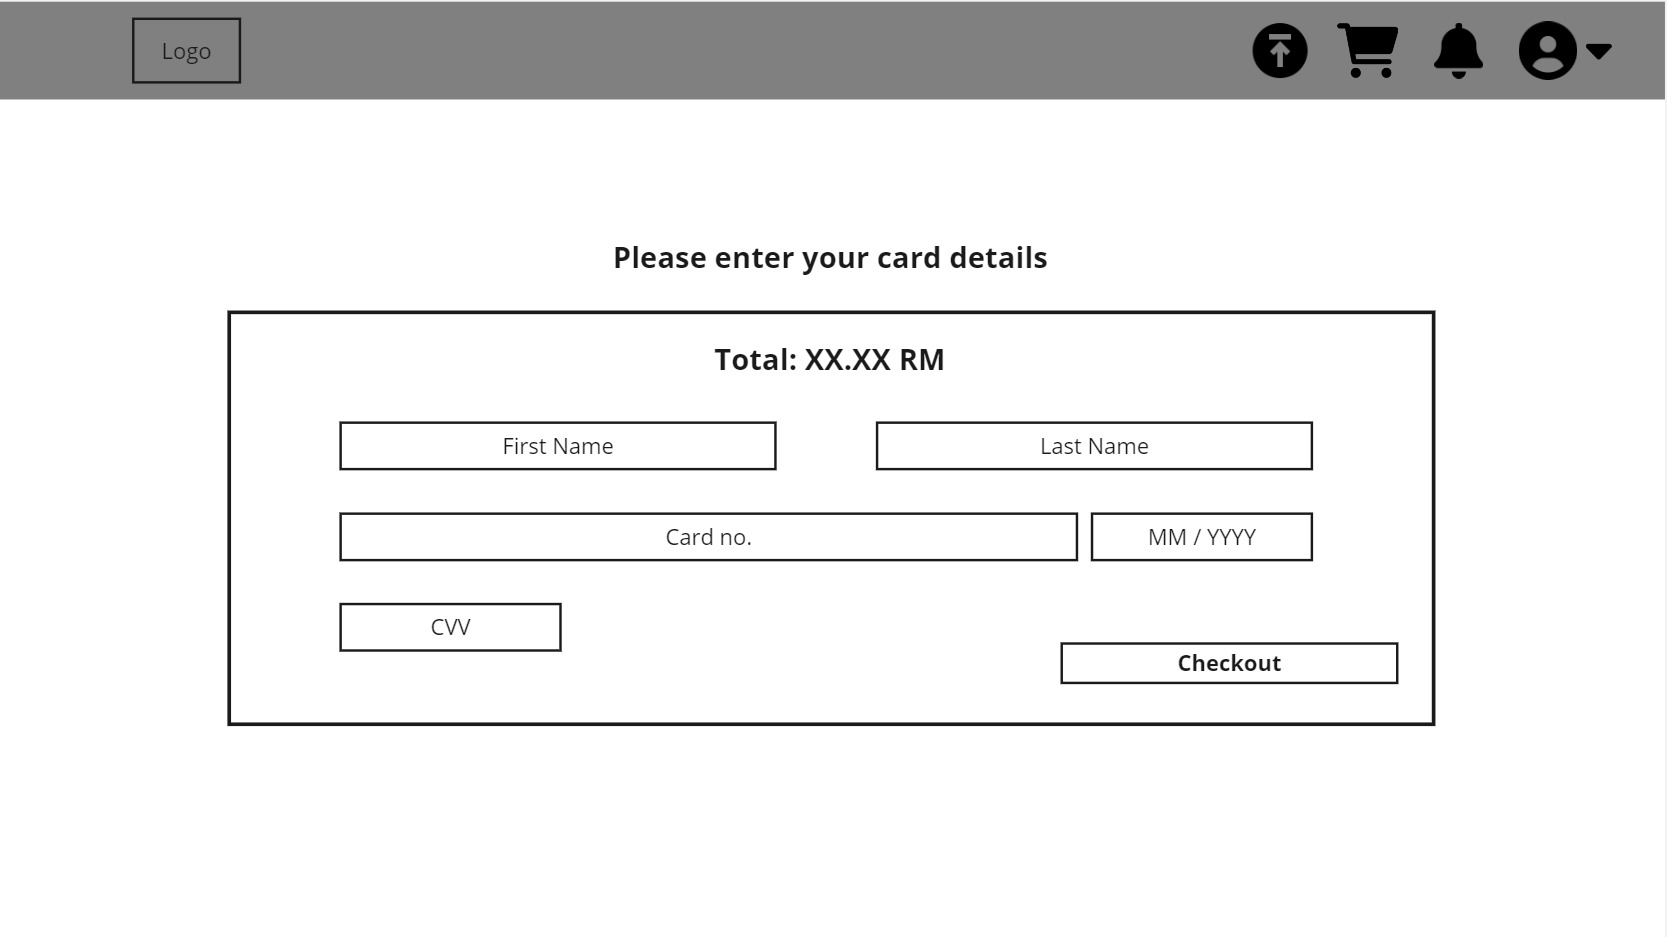 Logo
Please enter your card details
Total: XX.XX RM
First Name
Last Name
Card no.
MM / YYYY
CVV
Checkout